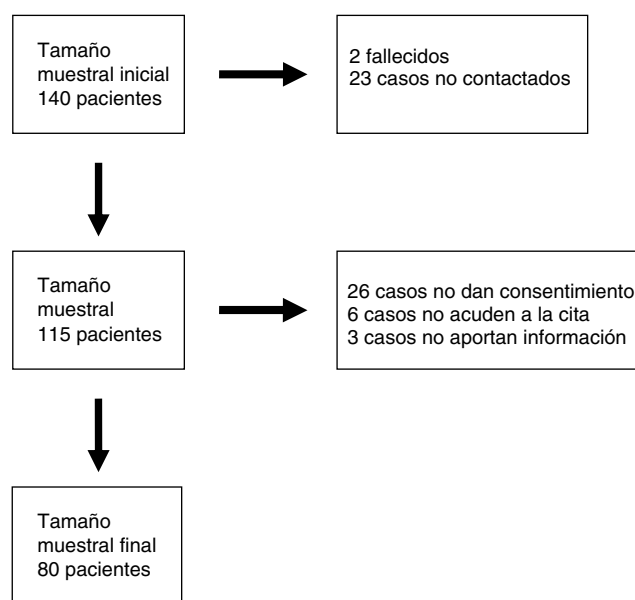 Tamaño
muestral inicial
140 pacientes
2 fallecidos
23 casos no contactados
Tamaño
muestral
115 pacientes
26 casos no dan consentimiento
6 casos no acuden a la cita
3 casos no aportan información
Tamaño
muestral final
80 pacientes